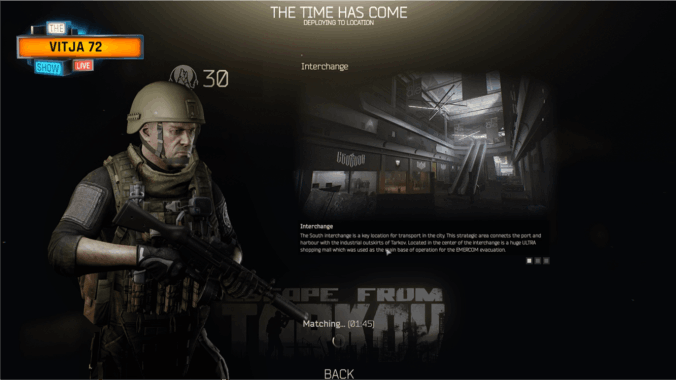 THE TIME HAS COME
DEPLOYING TO LOCATION
THE
VITJA 72
SHOW
LIVE
30
Interchange
OUTDOOR
Interchange
The South Interchange is a key location for transport in the city. This strategic area connects the port and
harbour with the industrial outskirts of Tarkov. Located in the center of the Interchange is a huge ULTRA
shopping mall which was used as the main base of operation for the EMERCOM evacuation.
ESCAPE FROM
TARKOV
Matching... (01:45)
BACK